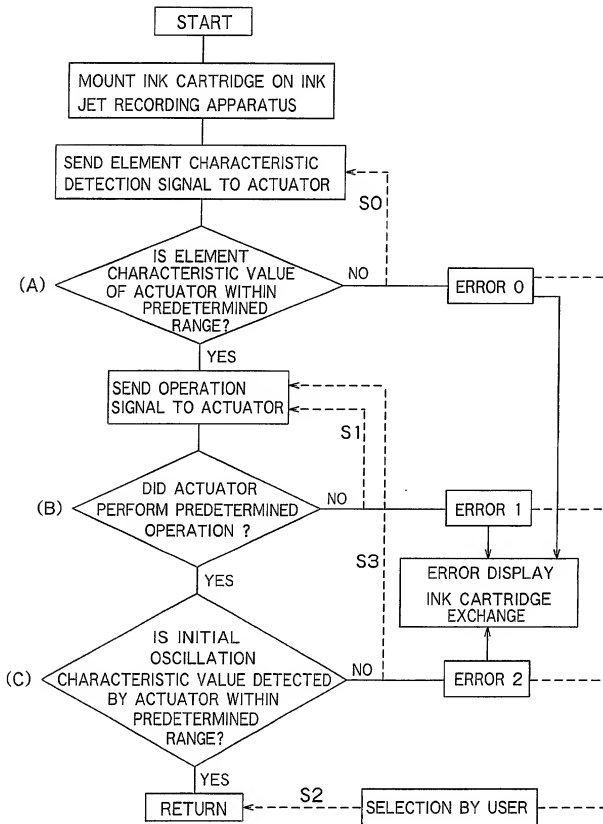 START
MOUNT INK CARTRIDGE ON INK
JET RECORDING APPARATUS
SEND ELEMENT CHARACTERISTIC
DETECTION SIGNAL TO ACTUATOR
S0
(A)
IS ELEMENT
CHARACTERISTIC VALUE
OF ACTUATOR WITHIN
PREDETERMINED
RANGE?
NO
ERROR 0
YES
SEND OPERATION
SIGNAL TO ACTUATOR
S1
(B)
DID ACTUATOR
PERFORM PREDETERMINED
OPERATION ?
NO
ERROR 1
YES
S3
ERROR DISPLAY
INK CARTRIDGE
EXCHANGE
(C)
IS INITIAL
OSCILLATION
CHARACTERISTIC VALUE DETECTED
BY ACTUATOR WITHIN
PREDETERMINED
RANGE?
NO
ERROR 2
YES
RETURN
S2
SELECTION BY USER